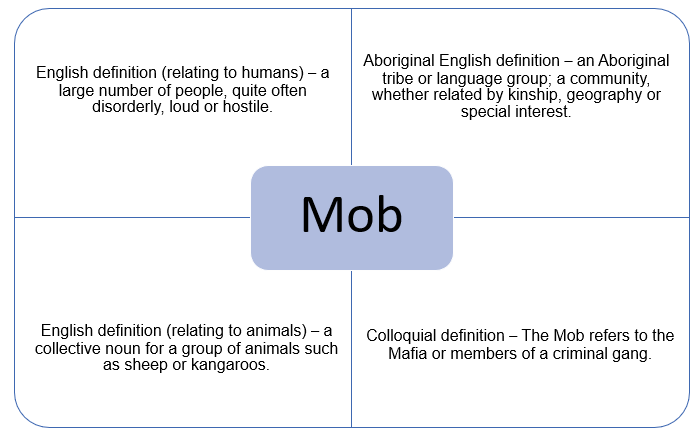 English definition (relating to humans) – a
large number of people, quite often
disorderly, loud or hostile.
Aboriginal English definition – an Aboriginal
tribe or language group; a community,
whether related by kinship, geography or
special interest.
Mob
English definition (relating to animals) – a
collective noun for a group of animals such
as sheep or kangaroos.
Colloquial definition – The Mob refers to the
Mafia or members of a criminal gang.